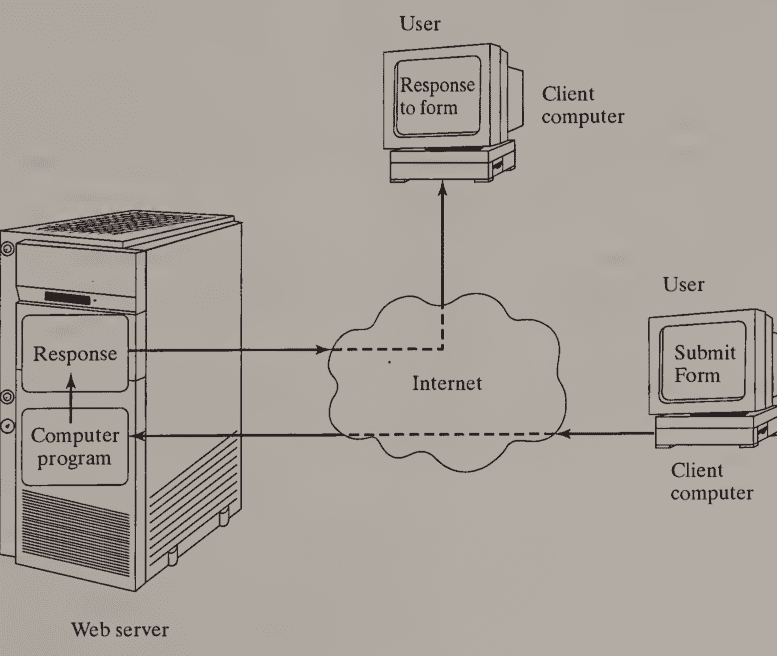 User
Response
to form
Client
computer
User
Response
Submit
Form
Internet
Computer
program
Client
computer
Web server